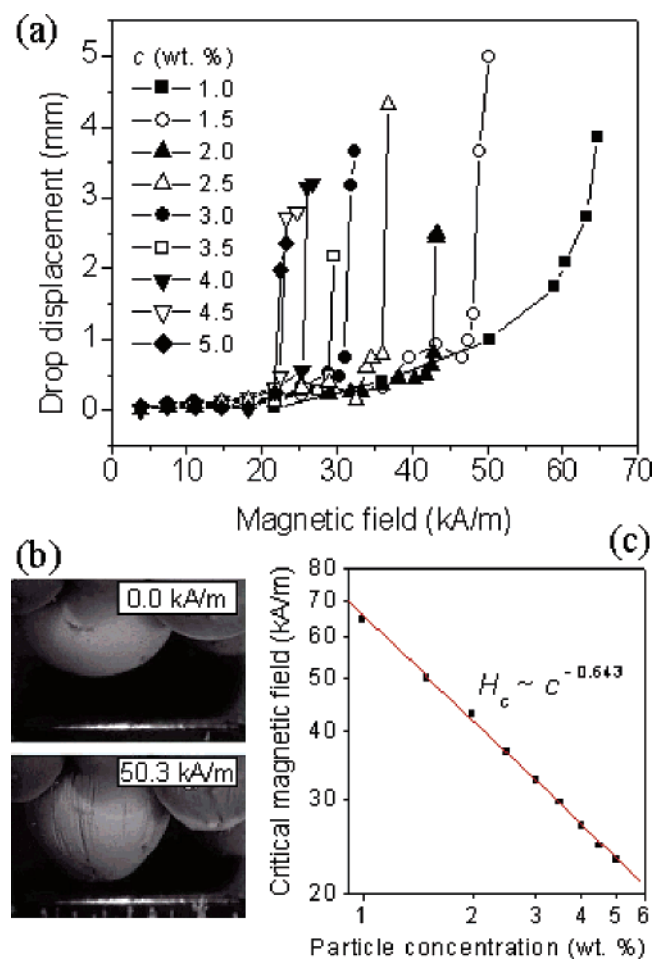 (a)
c (wt. %)
1.0
1.5
2.0
2.5
3.0
3.5
4.0
4.5
5.0
Drop displacement (mm)
5
4
3
2
1
0
0 10 20 30 40 50 60 70
Magnetic field (kA/m)
(b)
0.0 kA/m
50.3 kA/m
(c)
Critical magnetic field (kA/m)
80
70
60
50
40
30
20
H_c ~ c^-0.643
1 2 3 4 5 6
Particle concentration (wt. %)